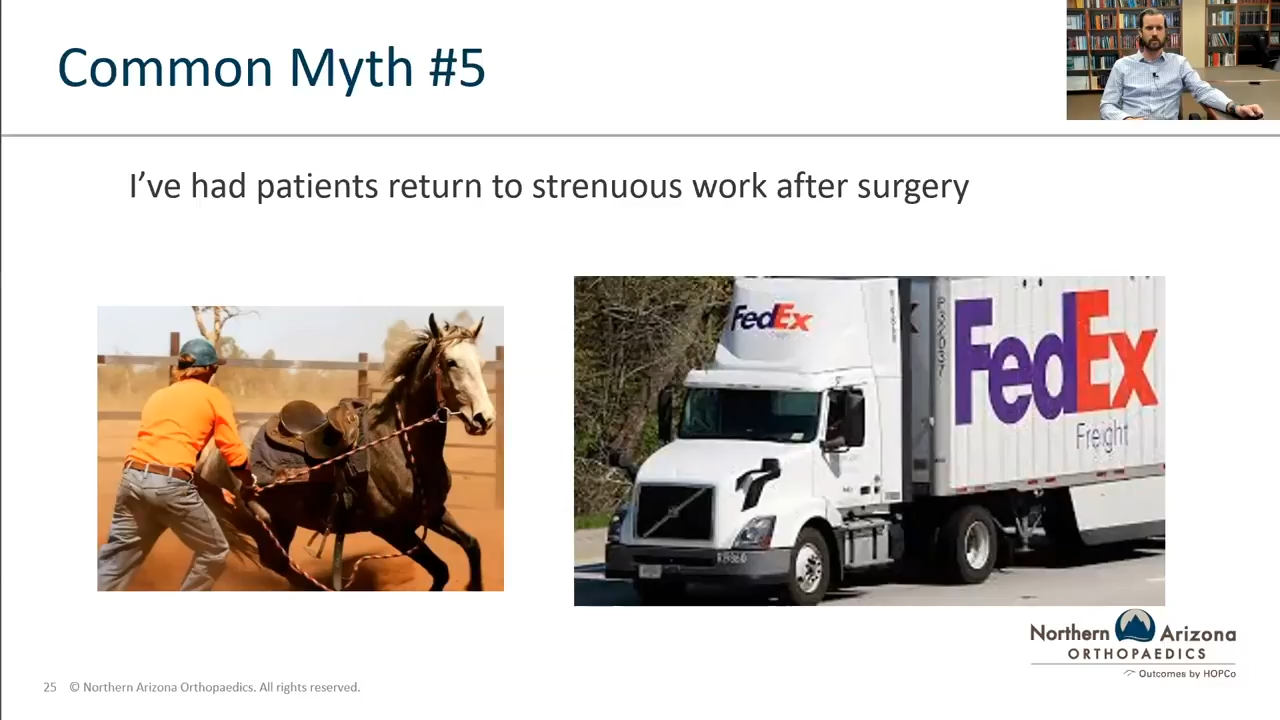 Common Myth #5
I’ve had patients return to strenuous work after surgery
FedEx
FedEx
Freight
Northern Arizona
ORTHOPAEDICS
Outcomes by HOPCo
25 © Northern Arizona Orthopaedics. All rights reserved.